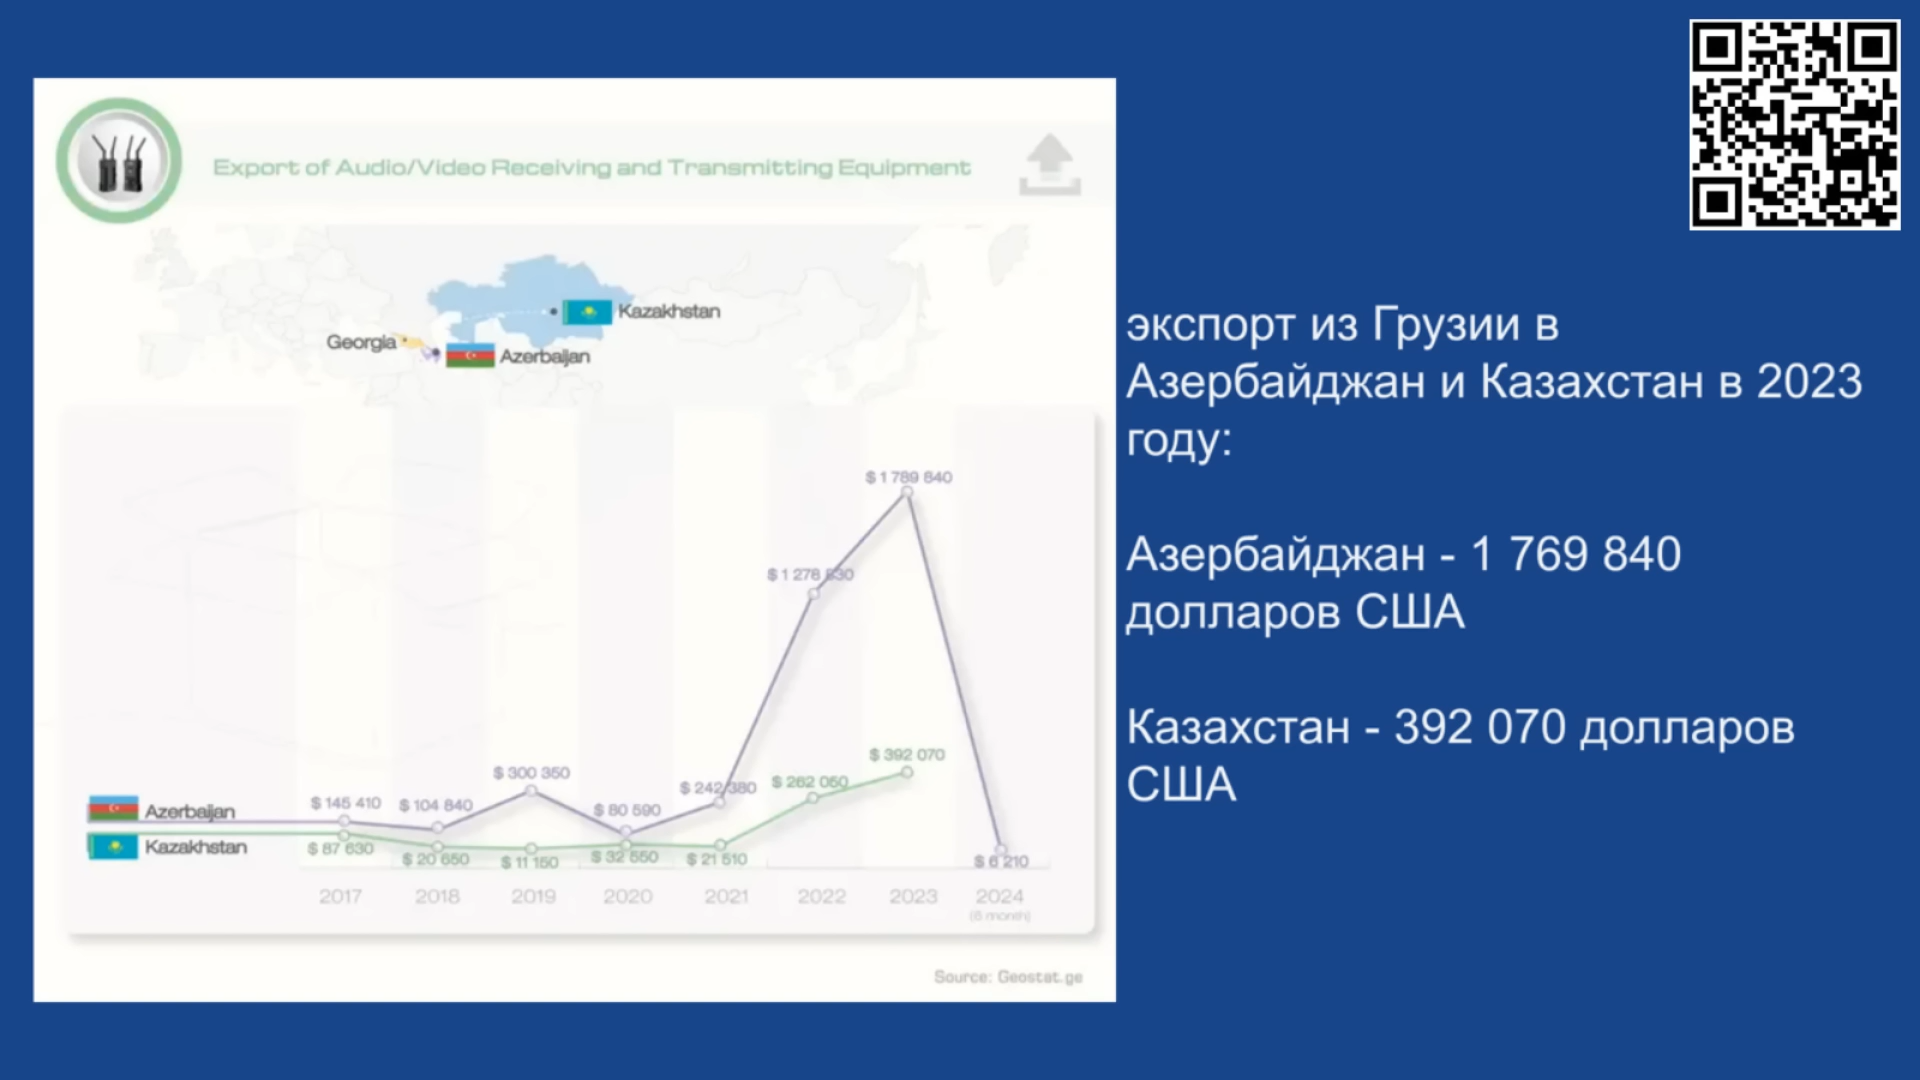 Export of Audio/Video Receiving and Transmitting Equipment
Kazakhstan
Georgia
Azerbaijan
экспорт из Грузии в
Азербайджан и Казахстан в 2023
году:
Азербайджан - 1 769 840
долларов США
Казахстан - 392 070 долларов
США
$ 1 789 840
$ 1 278
$ 392 070
$ 300 350
$ 262 050
$ 242 380
$ 145 410
$ 104 840
$ 80 590
Azerbaijan
Kazakhstan
$ 87 630
$ 20 650
$ 11 150
$ 32 550
$ 21 510
$ 6 210
2017
2018
2019
2020
2021
2022
2023
2024
(6 month)
Source: Geostat.ge